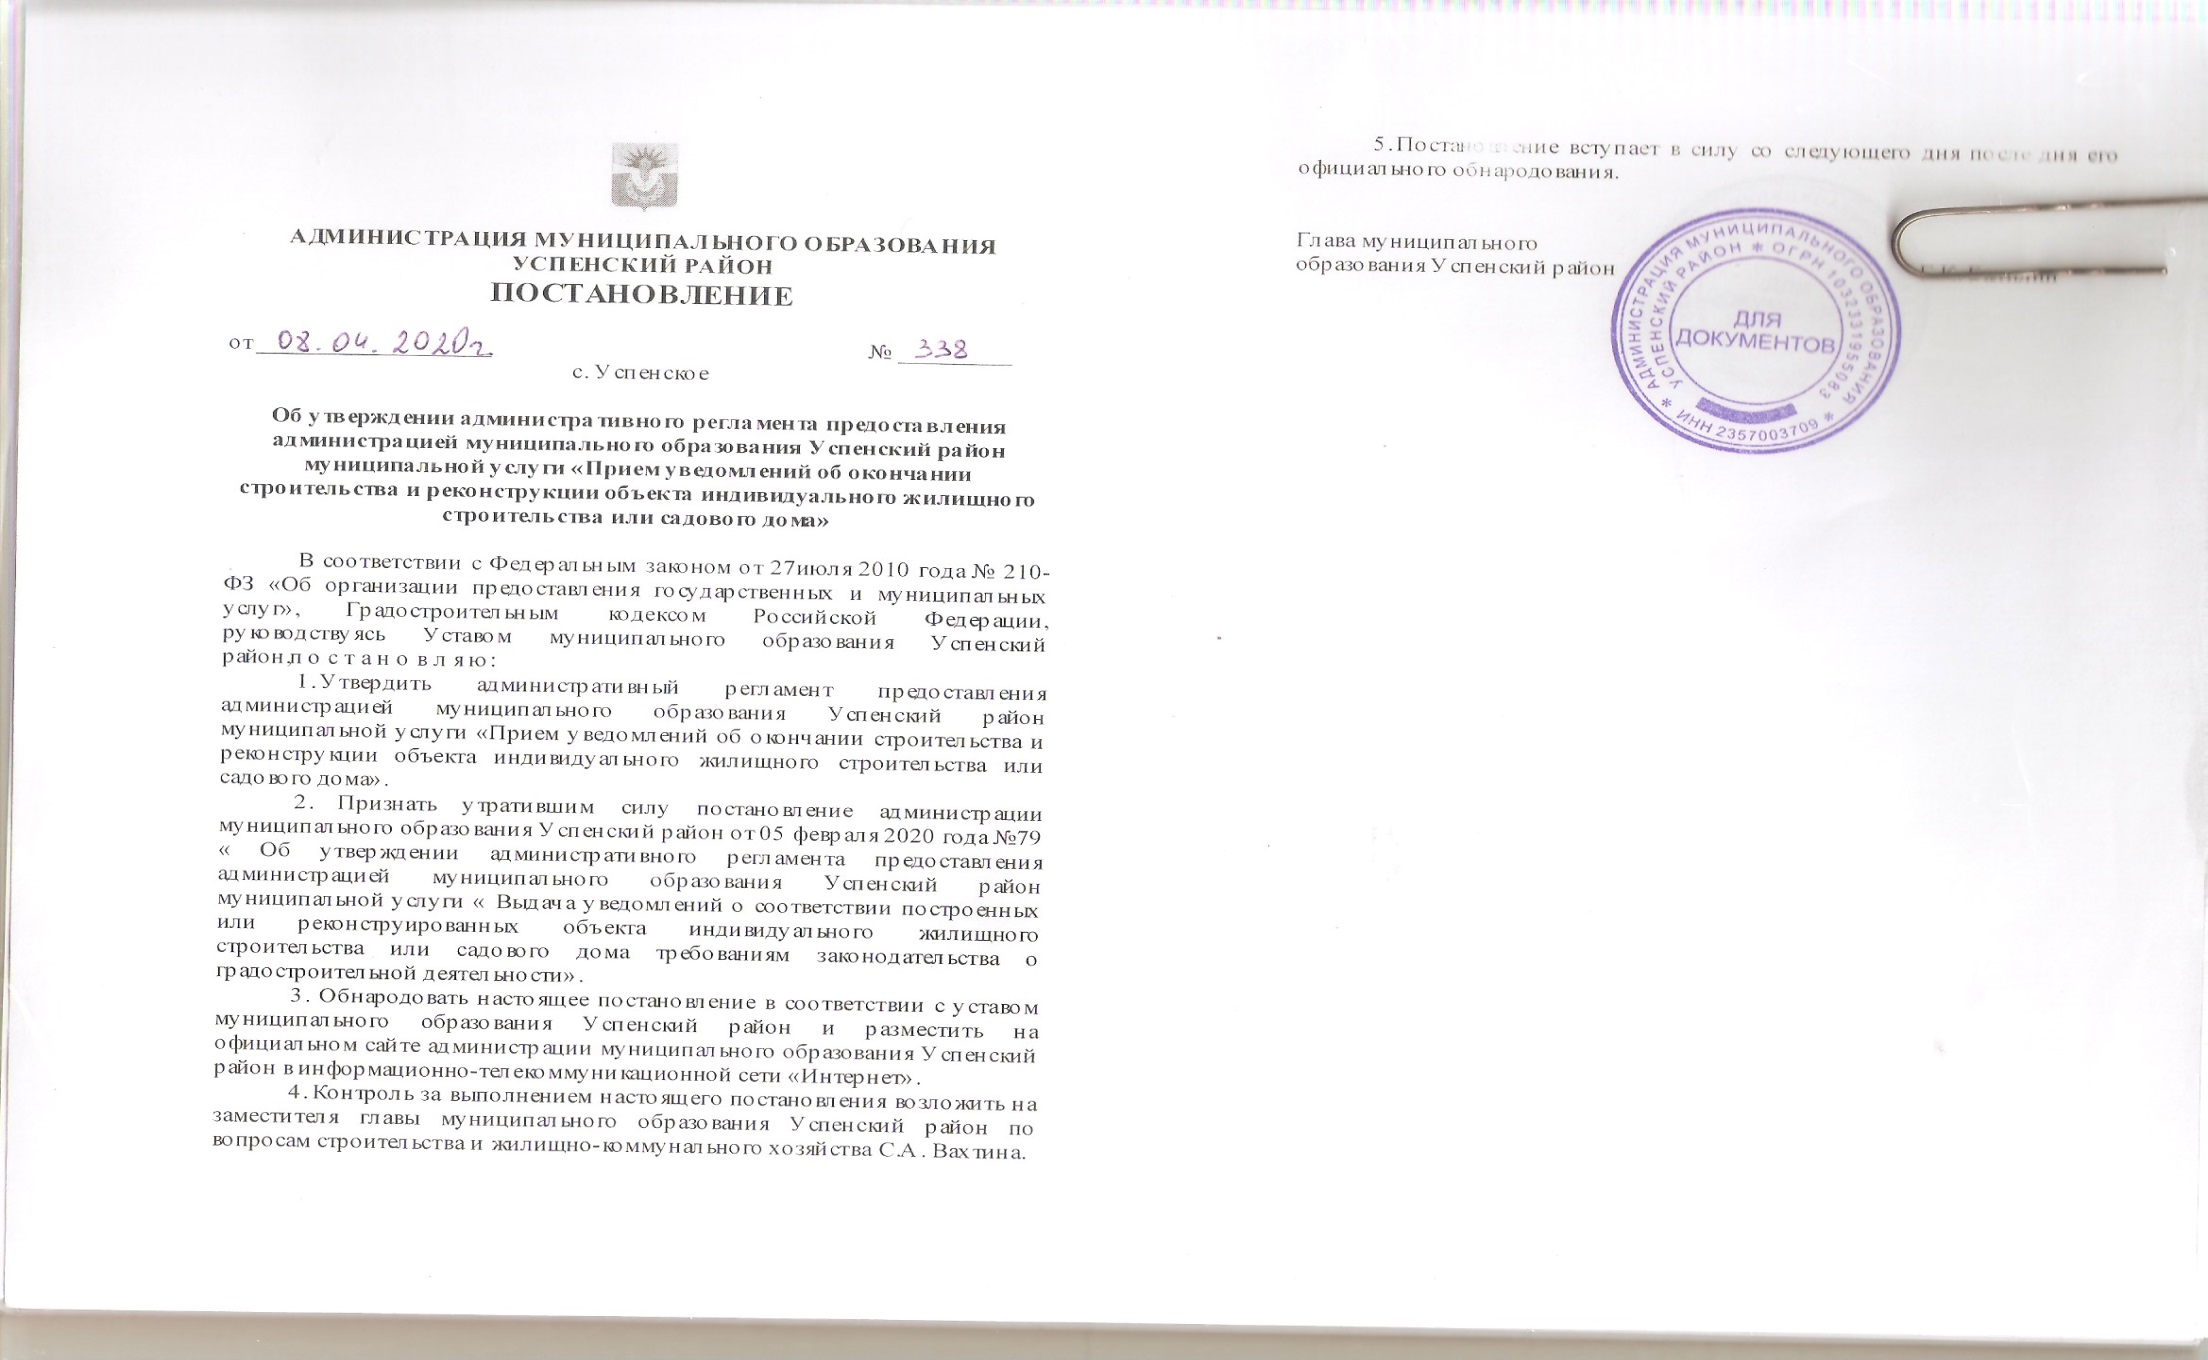 АДМИНИСТРАЦИЯ МУНИЦИПАЛЬНОГО ОБРАЗОВАНИЯ
УСПЕНСКИЙ РАЙОН
ПОСТАНОВЛЕНИЕ
от 08.04.2020г. № 338
с. Успенское
Об утверждении административного регламента предоставления
администрацией муниципального образования Успенский район
муниципальной услуги «Прием уведомлений об окончании
строительства и реконструкции объекта индивидуального жилищного
строительства или садового дома»
В соответствии с Федеральным законом от 27июля 2010 года № 210-
ФЗ «Об организации предоставления государственных и муниципальных
услуг», Градостроительным кодексом Российской Федерации,
руководствуясь Уставом муниципального образования Успенский
район,п о с т а н о в л я ю:
1.Утвердить административный регламент предоставления
администрацией муниципального образования Успенский район
муниципальной услуги «Прием уведомлений об окончании строительства и
реконструкции объекта индивидуального жилищного строительства или
садового дома».
2. Признать утратившим силу постановление администрации
муниципального образования Успенский район от 05 февраля 2020 года №79
« Об утверждении административного регламента предоставления
администрацией муниципального образования Успенский район
муниципальной услуги « Выдача уведомлений о соответствии построенных
или реконструированных объекта индивидуального жилищного
строительства или садового дома требованиям законодательства о
градостроительной деятельности».
3. Обнародовать настоящее постановление в соответствии с уставом
муниципального образования Успенский район и разместить на
официальном сайте администрации муниципального образования Успенский
район в информационно-телекоммуникационной сети «Интернет».
4.Контроль за выполнением настоящего постановления возложить на
заместителя главы муниципального образования Успенский район по
вопросам строительства и жилищно-коммунального хозяйства С.А. Вахтина.
5.Постановление вступает в силу со следующего дня после дня его
официального обнародования.
Глава муниципального
образования Успенский район
АДМИНИСТРАЦИЯ МУНИЦИПАЛЬНОГО ОБРАЗОВАНИЯ
УСПЕНСКИЙ РАЙОН * ОГРН 1032331955083
ДЛЯ
ДОКУМЕНТОВ
* ИНН 2357003709 *